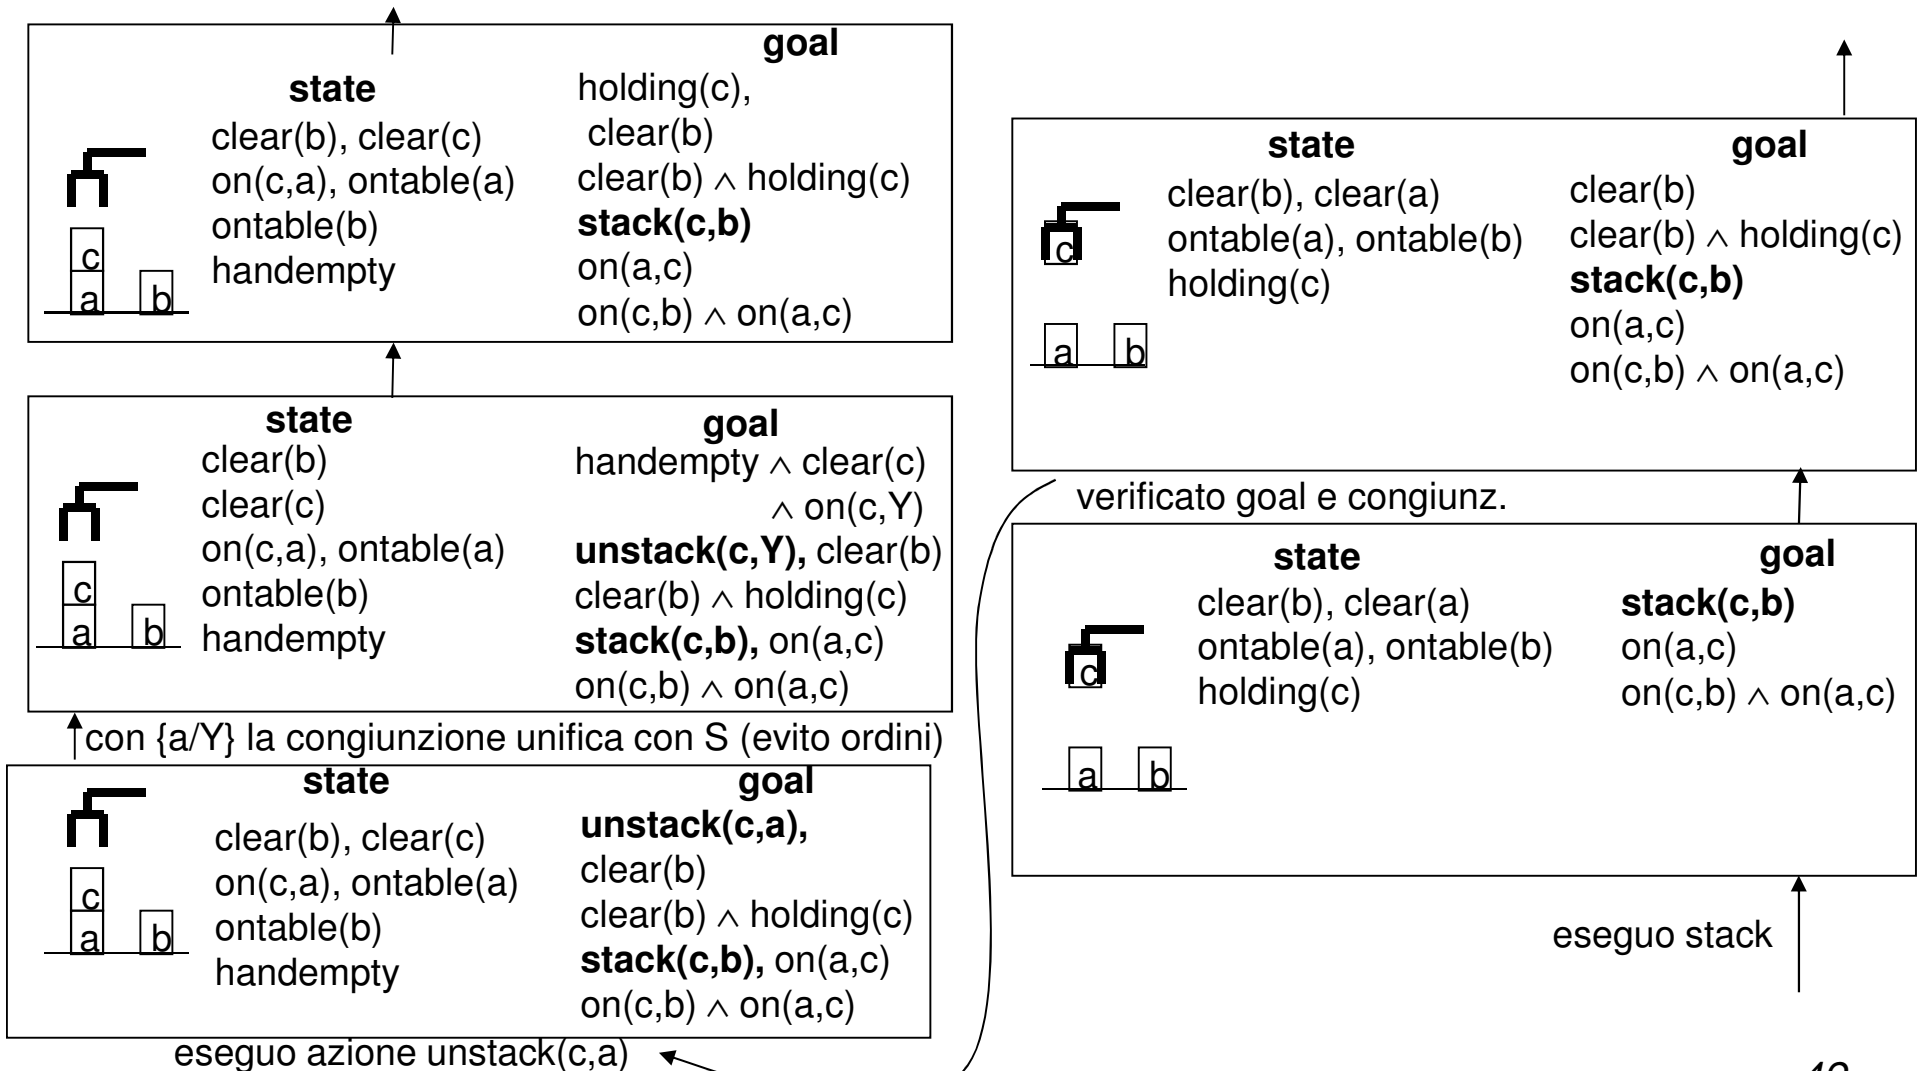 goal
state
holding(c),
clear(b)
clear(b), clear(c)
on(c,a), ontable(a)
clear(b) ∧ holding(c)
ontable(b)
stack(c,b)
handempty
on(a,c)
on(c,b) ∧ on(a,c)
c
a b
state
goal
clear(b)
handempty ∧ clear(c)
clear(c)
∧ on(c,Y)
on(c,a), ontable(a)
unstack(c,Y), clear(b)
ontable(b)
clear(b) ∧ holding(c)
handempty
stack(c,b), on(a,c)
on(c,b) ∧ on(a,c)
c
a b
con {a/Y} la congiunzione unifica con S (evito ordini)
state
goal
unstack(c,a),
clear(b), clear(c)
clear(b)
on(c,a), ontable(a)
clear(b) ∧ holding(c)
ontable(b)
stack(c,b), on(a,c)
handempty
on(c,b) ∧ on(a,c)
c
a b
eseguo azione unstack(c,a)
state
goal
clear(b), clear(a)
clear(b)
ontable(a), ontable(b)
clear(b) ∧ holding(c)
holding(c)
stack(c,b)
on(a,c)
on(c,b) ∧ on(a,c)
c
a b
verificato goal e congiunz.
state
goal
clear(b), clear(a)
stack(c,b)
ontable(a), ontable(b)
on(a,c)
holding(c)
on(c,b) ∧ on(a,c)
c
a b
eseguo stack